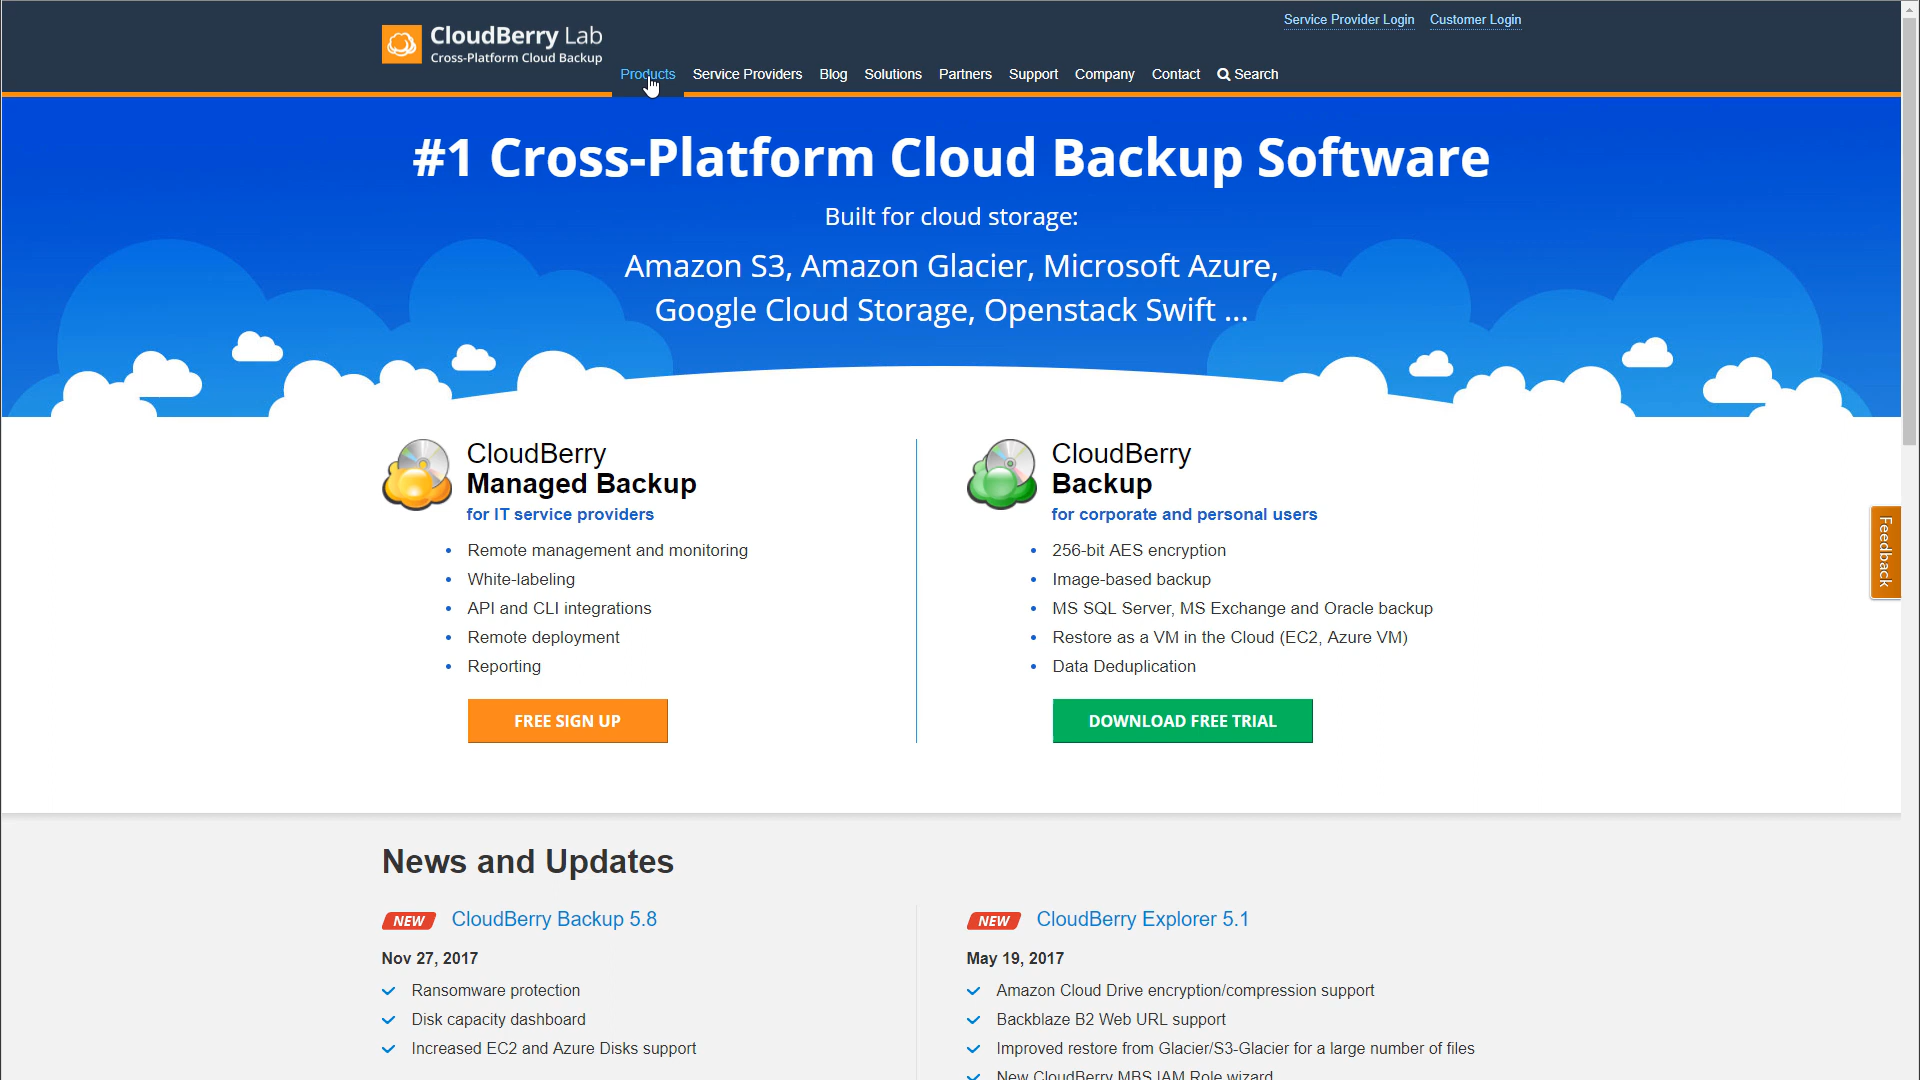 Service Provider Login Customer Login
CloudBerry Lab
Cross-Platform Cloud Backup
Products Service Providers Blog Solutions Partners Support Company Contact Search
#1 Cross-Platform Cloud Backup Software
Built for cloud storage:
Amazon S3, Amazon Glacier, Microsoft Azure,
Google Cloud Storage, Openstack Swift ...
CloudBerry
Managed Backup
for IT service providers
• Remote management and monitoring
• White-labeling
• API and CLI integrations
• Remote deployment
• Reporting
FREE SIGN UP
CloudBerry
Backup
for corporate and personal users
• 256-bit AES encryption
• Image-based backup
• MS SQL Server, MS Exchange and Oracle backup
• Restore as a VM in the Cloud (EC2, Azure VM)
• Data Deduplication
DOWNLOAD FREE TRIAL
Feedback
News and Updates
NEW CloudBerry Backup 5.8
Nov 27, 2017
Ransomware protection
Disk capacity dashboard
Increased EC2 and Azure Disks support
NEW CloudBerry Explorer 5.1
May 19, 2017
Amazon Cloud Drive encryption/compression support
Backblaze B2 Web URL support
Improved restore from Glacier/S3-Glacier for a large number of files
New CloudBerry MBS IAM Role wizard